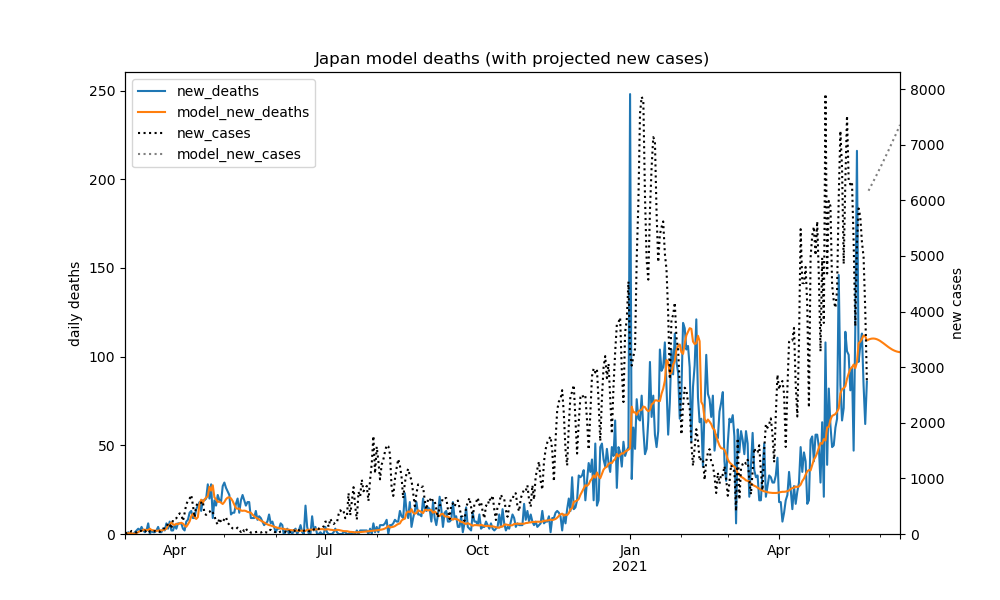 Japan model deaths (with projected new cases)
new_deaths
model_new_deaths
new_cases
model_new_cases
250
200
150
100
50
0
daily deaths
8000
7000
6000
5000
4000
3000
2000
1000
0
new cases
Apr
Jul
Oct
Jan
2021
Apr